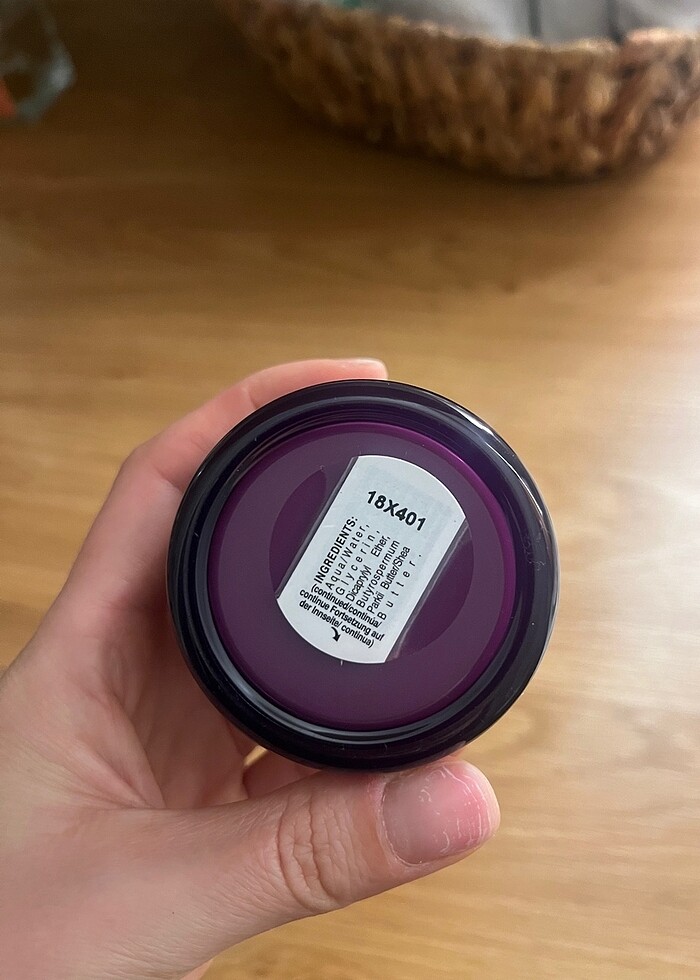 18X401
INGREDIENTS:
Aqua/Water,
Glycerin,
Dicaprylyl Ether,
Butyrospermum
Parkii Butter/Shea
Butter.
(continued/continúa/
continue Fortsetzung auf
der Innseite/ continua)